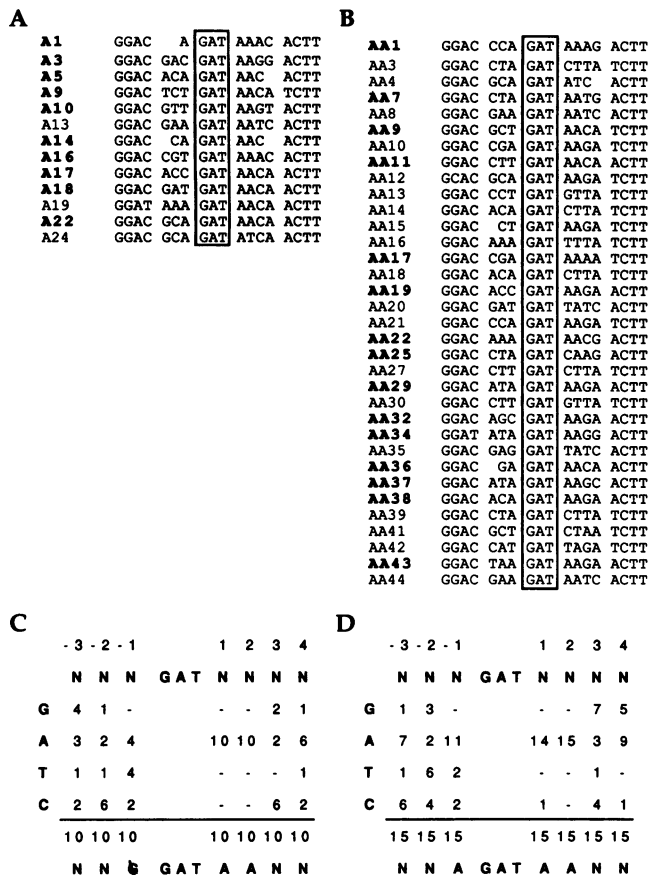 A
A1 GGAC A GAT AAAC ACTT
A3 GGAC GAC GAT AAGG ACTT
A5 GGAC ACA GAT AAC ACTT
A9 GGAC TCT GAT AACA TCTT
A10 GGAC GTT GAT AAGT ACTT
A13 GGAC GAA GAT AATC ACTT
A14 GGAC CA GAT AAC ACTT
A16 GGAC CGT GAT AAAC ACTT
A17 GGAC ACC GAT AACA ACTT
A18 GGAC GAT GAT AACA ACTT
A19 GGAT AAA GAT AACA ACTT
A22 GGAC GCA GAT AACA ACTT
A24 GGAC GCA GAT ATCA ACTT
B
AA1 GGAC CCA GAT AAAG ACTT
AA3 GGAC CTA GAT CTTA TCTT
AA4 GGAC GCA GAT ATC ACTT
AA7 GGAC CTA GAT AATG ACTT
AA8 GGAC GAA GAT AATC ACTT
AA9 GGAC GCT GAT AACA TCTT
AA10 GGAC CGA GAT AAGA TCTT
AA11 GGAC CTT GAT AACA ACTT
AA12 GCAC GCA GAT AAGA TCTT
AA13 GGAC CCT GAT GTTA TCTT
AA14 GGAC ACA GAT CTTA TCTT
AA15 GGAC CT GAT AAGA TCTT
AA16 GGAC AAA GAT TTTA TCTT
AA17 GGAC CGA GAT AAAA TCTT
AA18 GGAC ACA GAT CTTA TCTT
AA19 GGAC ACC GAT AAGA ACTT
AA20 GGAC GAT GAT TATC ACTT
AA21 GGAC CCA GAT AAGA TCTT
AA22 GGAC AAA GAT AACG ACTT
AA25 GGAC CTA GAT CAAG ACTT
AA27 GGAC CTT GAT CTTA TCTT
AA29 GGAC ATA GAT AAGA ACTT
AA30 GGAC CTT GAT GTTA TCTT
AA32 GGAC AGC GAT AAGA ACTT
AA34 GGAT ATA GAT AAGG ACTT
AA35 GGAC GAG GAT TATC ACTT
AA36 GGAC GA GAT AACA ACTT
AA37 GGAC ATA GAT AAGC ACTT
AA38 GGAC ACA GAT AAGA ACTT
AA39 GGAC CTA GAT CTTA TCTT
AA41 GGAC GCT GAT CTAA TCTT
AA42 GGAC CAT GAT TAGA TCTT
AA43 GGAC TAA GAT AACG ACTT
AA44 GGAC GAA GAT AATC ACTT
C
-3 -2 -1 1 2 3 4
N N N GAT N N N N
G 4 1 - - - 2 1
A 3 2 4 10 10 2 6
T 1 1 4 - - - 1
C 2 6 2 - - 6 2
10 10 10 10 10 10 10
N N GAT A A N N
D
-3 -2 -1 1 2 3 4
N N N GAT N N N N
G 1 3 - - - 7 5
A 7 2 11 14 15 3 9
T 1 6 2 - - 1 -
C 6 4 2 1 - 4 1
15 15 15 15 15 15 15
N N A GAT A A N N